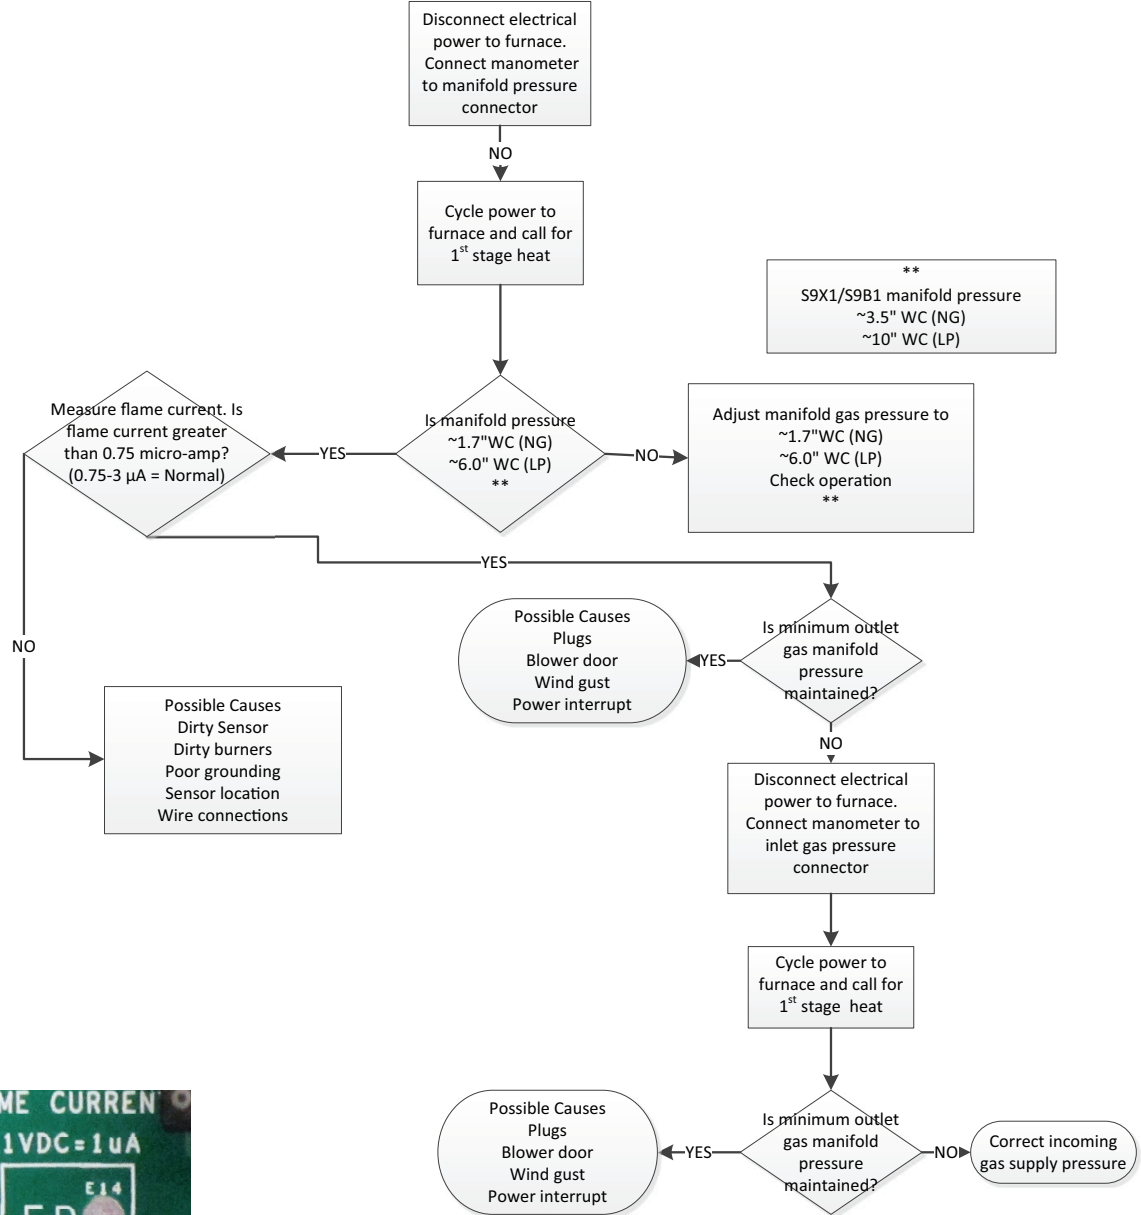 Disconnect electrical
power to furnace.
Connect manometer
to manifold pressure
connector
NO
Cycle power to
furnace and call for
1st stage heat
**
S9X1/S9B1 manifold pressure
~3.5" WC (NG)
~10" WC (LP)
Measure flame current. Is
flame current greater
than 0.75 micro-amp?
(0.75-3 µA = Normal)
YES
Is manifold pressure
~1.7"WC (NG)
~6.0" WC (LP)
**
NO
Adjust manifold gas pressure to
~1.7"WC (NG)
~6.0" WC (LP)
Check operation
**
YES
NO
Possible Causes
Dirty Sensor
Dirty burners
Poor grounding
Sensor location
Wire connections
Possible Causes
Plugs
Blower door
Wind gust
Power interrupt
YES
Is minimum outlet
gas manifold
pressure
maintained?
NO
Disconnect electrical
power to furnace.
Connect manometer to
inlet gas pressure
connector
Cycle power to
furnace and call for
1st stage heat
ME CURREN
1VDC=1uA
E14
Possible Causes
Plugs
Blower door
Wind gust
Power interrupt
YES
Is minimum outlet
gas manifold
pressure
maintained?
NO
Correct incoming
gas supply pressure